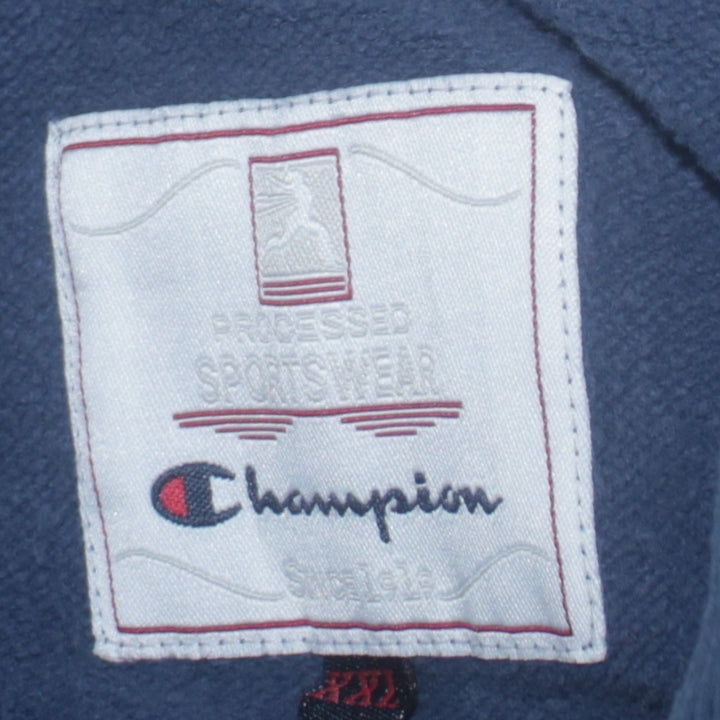 PROCESSED
SPORTSWEAR
Champion
SINCE 1919
XXL